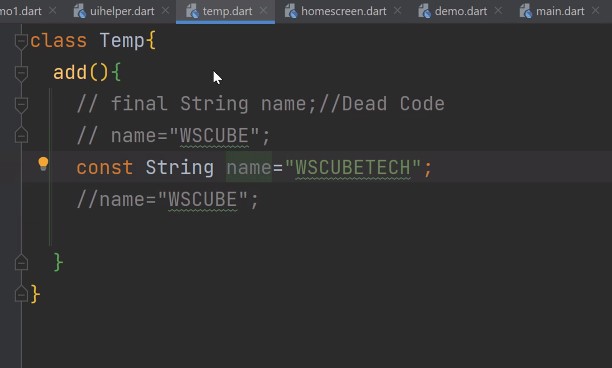 mo1.dart uihelper.dart temp.dart homescreen.dart demo.dart main.dart
class Temp{
add(){
// final String name;//Dead Code
// name="WSCUBE";
const String name="WSCUBETECH";
//name="WSCUBE";
}
}